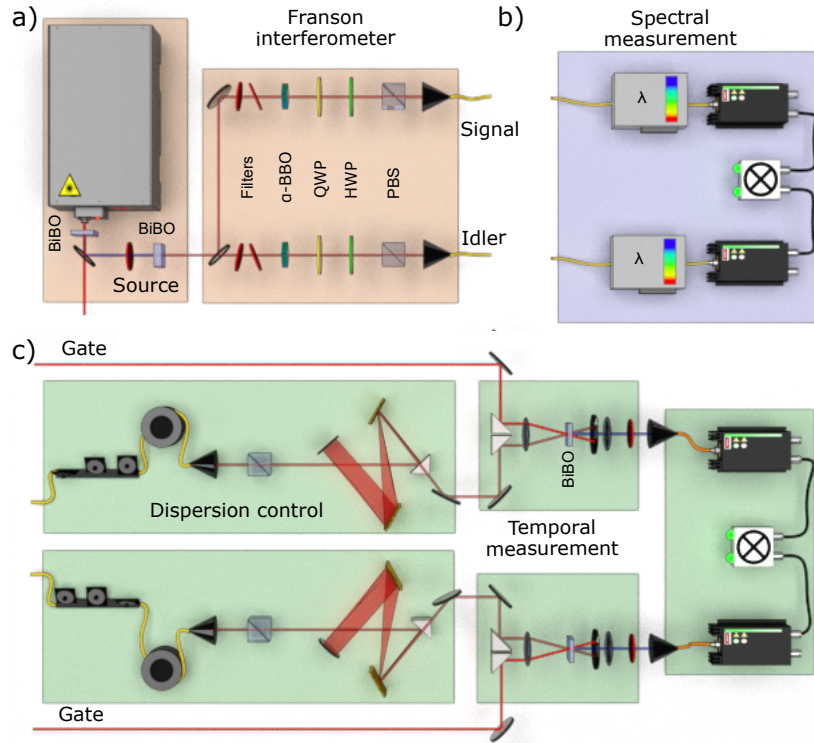 a)
Franson
interferometer
b)
Spectral
measurement
λ
Signal
Filters
α-BBO
QWP
HWP
PBS
BiBO
BiBO
Source
Idler
λ
c)
Gate
BiBO
Dispersion control
Temporal
measurement
Gate